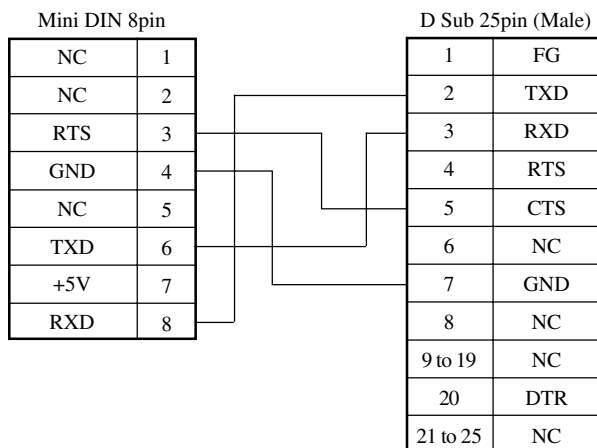 Mini DIN 8pin
NC 1
NC 2
RTS 3
GND 4
NC 5
TXD 6
+5V 7
RXD 8
D Sub 25pin (Male)
1 FG
2 TXD
3 RXD
4 RTS
5 CTS
6 NC
7 GND
8 NC
9 to 19 NC
20 DTR
21 to 25 NC